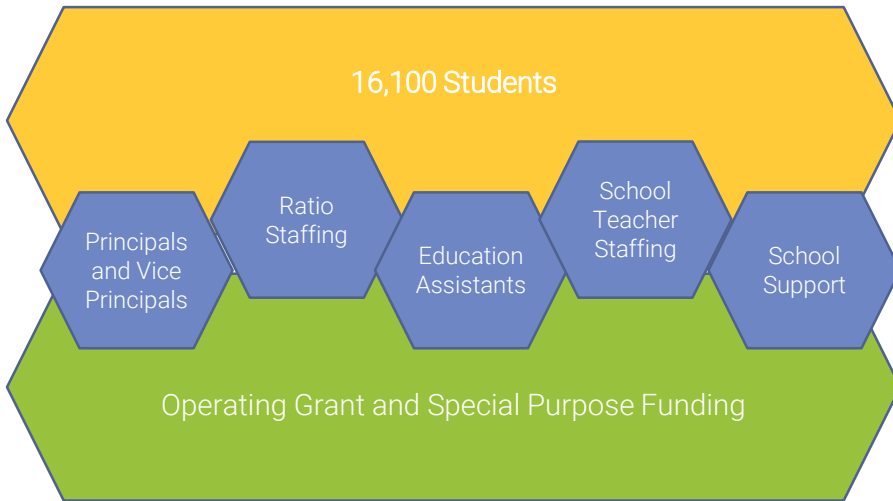 16,100 Students
Principals
and Vice
Principals
Ratio
Staffing
Education
Assistants
School
Teacher
Staffing
School
Support
Operating Grant and Special Purpose Funding